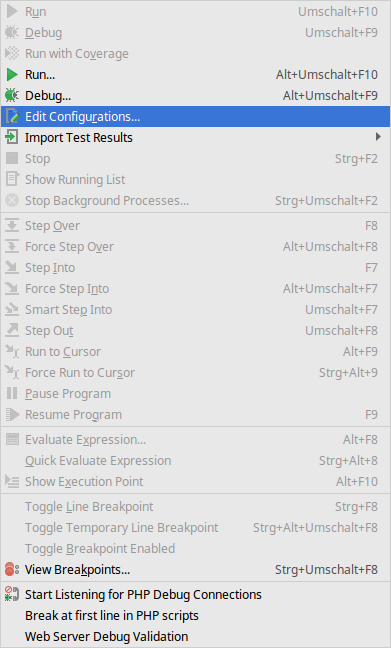 Run Umschalt+F10
Debug Umschalt+F9
Run with Coverage
Run... Alt+Umschalt+F10
Debug... Alt+Umschalt+F9
Edit Configurations...
Import Test Results
Stop Strg+F2
Show Running List
Stop Background Processes... Strg+Umschalt+F2
Step Over F8
Force Step Over Alt+Umschalt+F8
Step Into F7
Force Step Into Alt+Umschalt+F7
Smart Step Into Umschalt+F7
Step Out Umschalt+F8
Run to Cursor Alt+F9
Force Run to Cursor Strg+Alt+9
Pause Program
Resume Program F9
Evaluate Expression... Alt+F8
Quick Evaluate Expression Strg+Alt+8
Show Execution Point Alt+F10
Toggle Line Breakpoint Strg+F8
Toggle Temporary Line Breakpoint Strg+Alt+Umschalt+F8
Toggle Breakpoint Enabled
View Breakpoints... Strg+Umschalt+F8
Start Listening for PHP Debug Connections
Break at first line in PHP scripts
Web Server Debug Validation